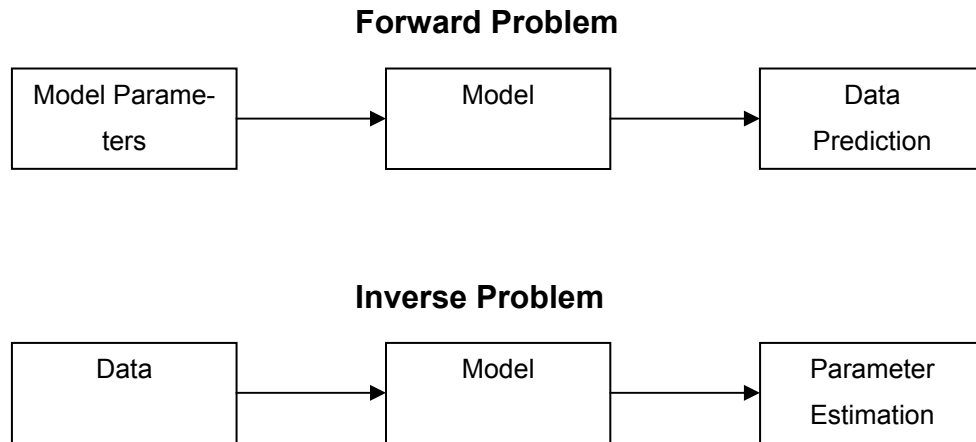 Forward Problem
Model Parame-
ters
Model
Data
Prediction
Inverse Problem
Data
Model
Parameter
Estimation